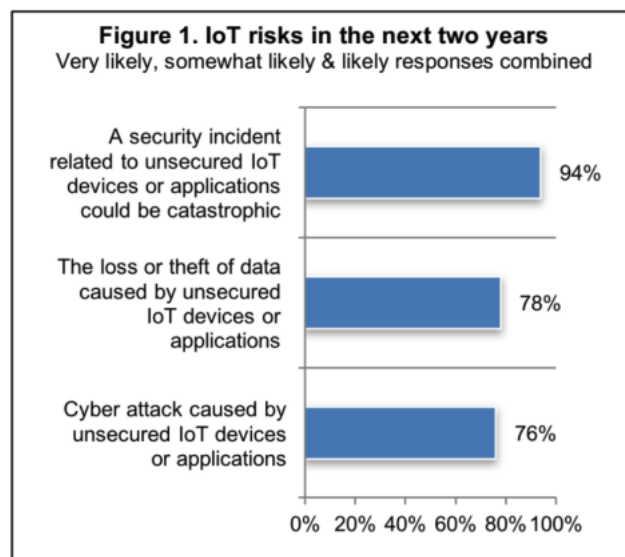 Figure 1. IoT risks in the next two years
Very likely, somewhat likely & likely responses combined
A security incident
related to unsecured IoT
devices or applications
could be catastrophic
94%
The loss or theft of data
caused by unsecured
IoT devices or
applications
78%
Cyber attack caused by
unsecured IoT devices
or applications
76%
0% 20% 40% 60% 80% 100%